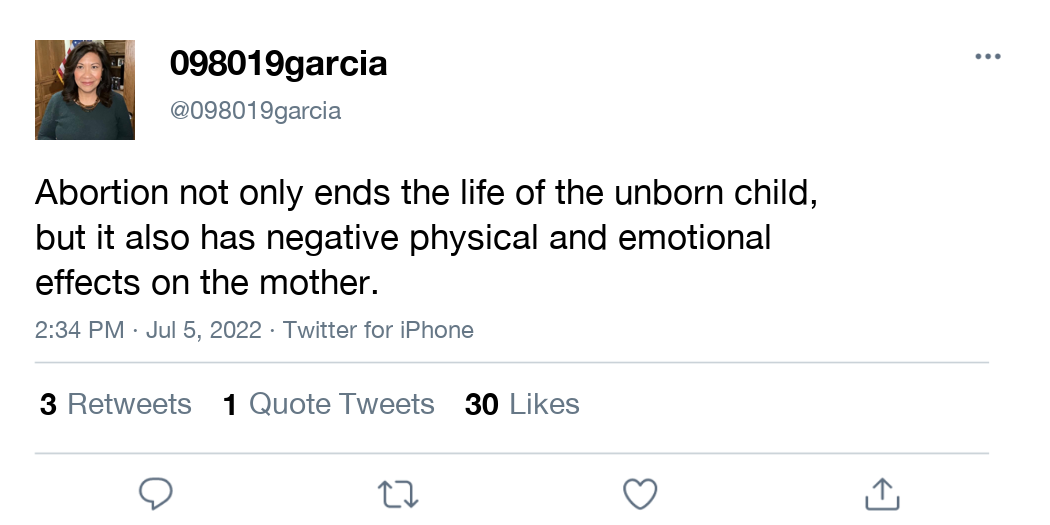 098019garcia
@098019garcia
Abortion not only ends the life of the unborn child,
but it also has negative physical and emotional
effects on the mother.
2:34 PM · Jul 5, 2022 · Twitter for iPhone
3 Retweets 1 Quote Tweets 30 Likes